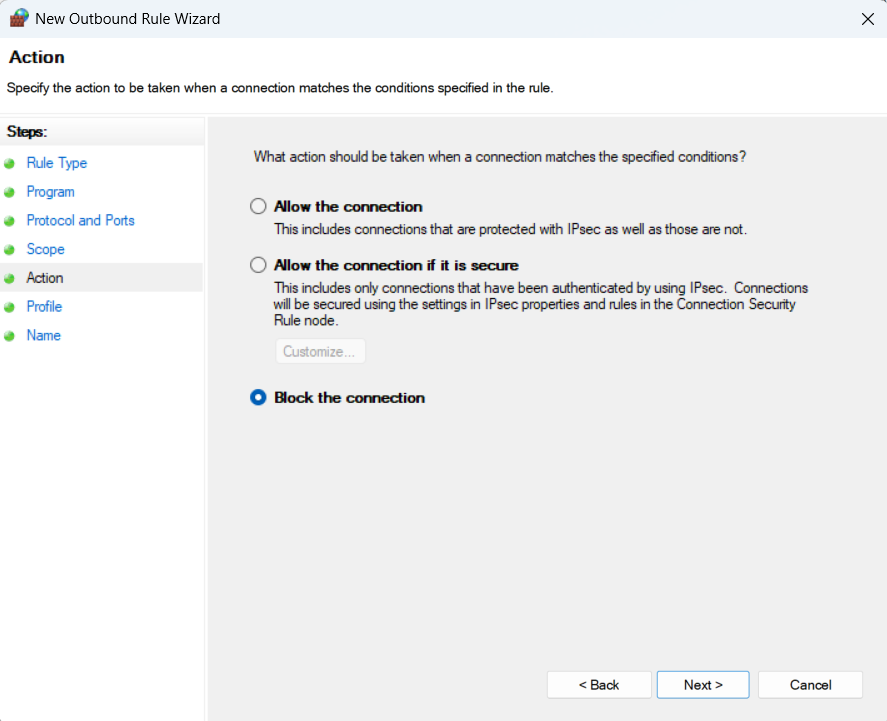 New Outbound Rule Wizard
Action
Specify the action to be taken when a connection matches the conditions specified in the rule.
Steps:
Rule Type
Program
Protocol and Ports
Scope
Action
Profile
Name
What action should be taken when a connection matches the specified conditions?
Allow the connection
This includes connections that are protected with IPsec as well as those are not.
Allow the connection if it is secure
This includes only connections that have been authenticated by using IPsec.  Connections
will be secured using the settings in IPsec properties and rules in the Connection Security
Rule node.
Customize...
Block the connection
< Back
Next >
Cancel